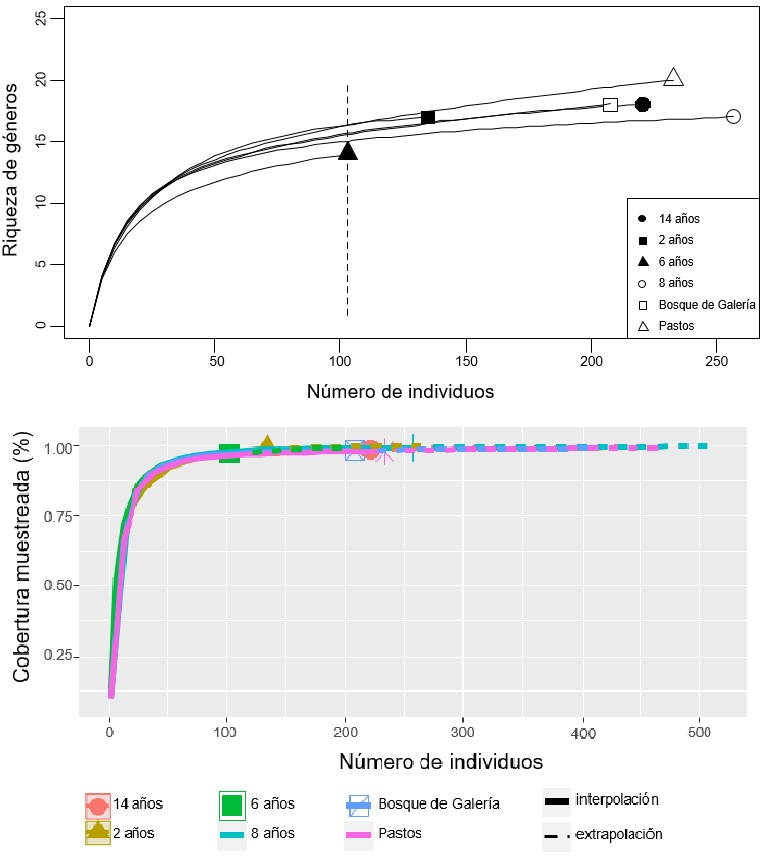 Riqueza de géneros
25
20
15
10
5
0
0 50 100 150 200 250
Número de individuos
14 años
2 años
6 años
8 años
Bosque de Galería
Pastos
Cobertura muestreada (%)
1.00
0.75
0.50
0.25
0 100 200 300 400 500
Número de individuos
14 años 6 años Bosque de Galería interpolación
2 años 8 años Pastos extrapolación